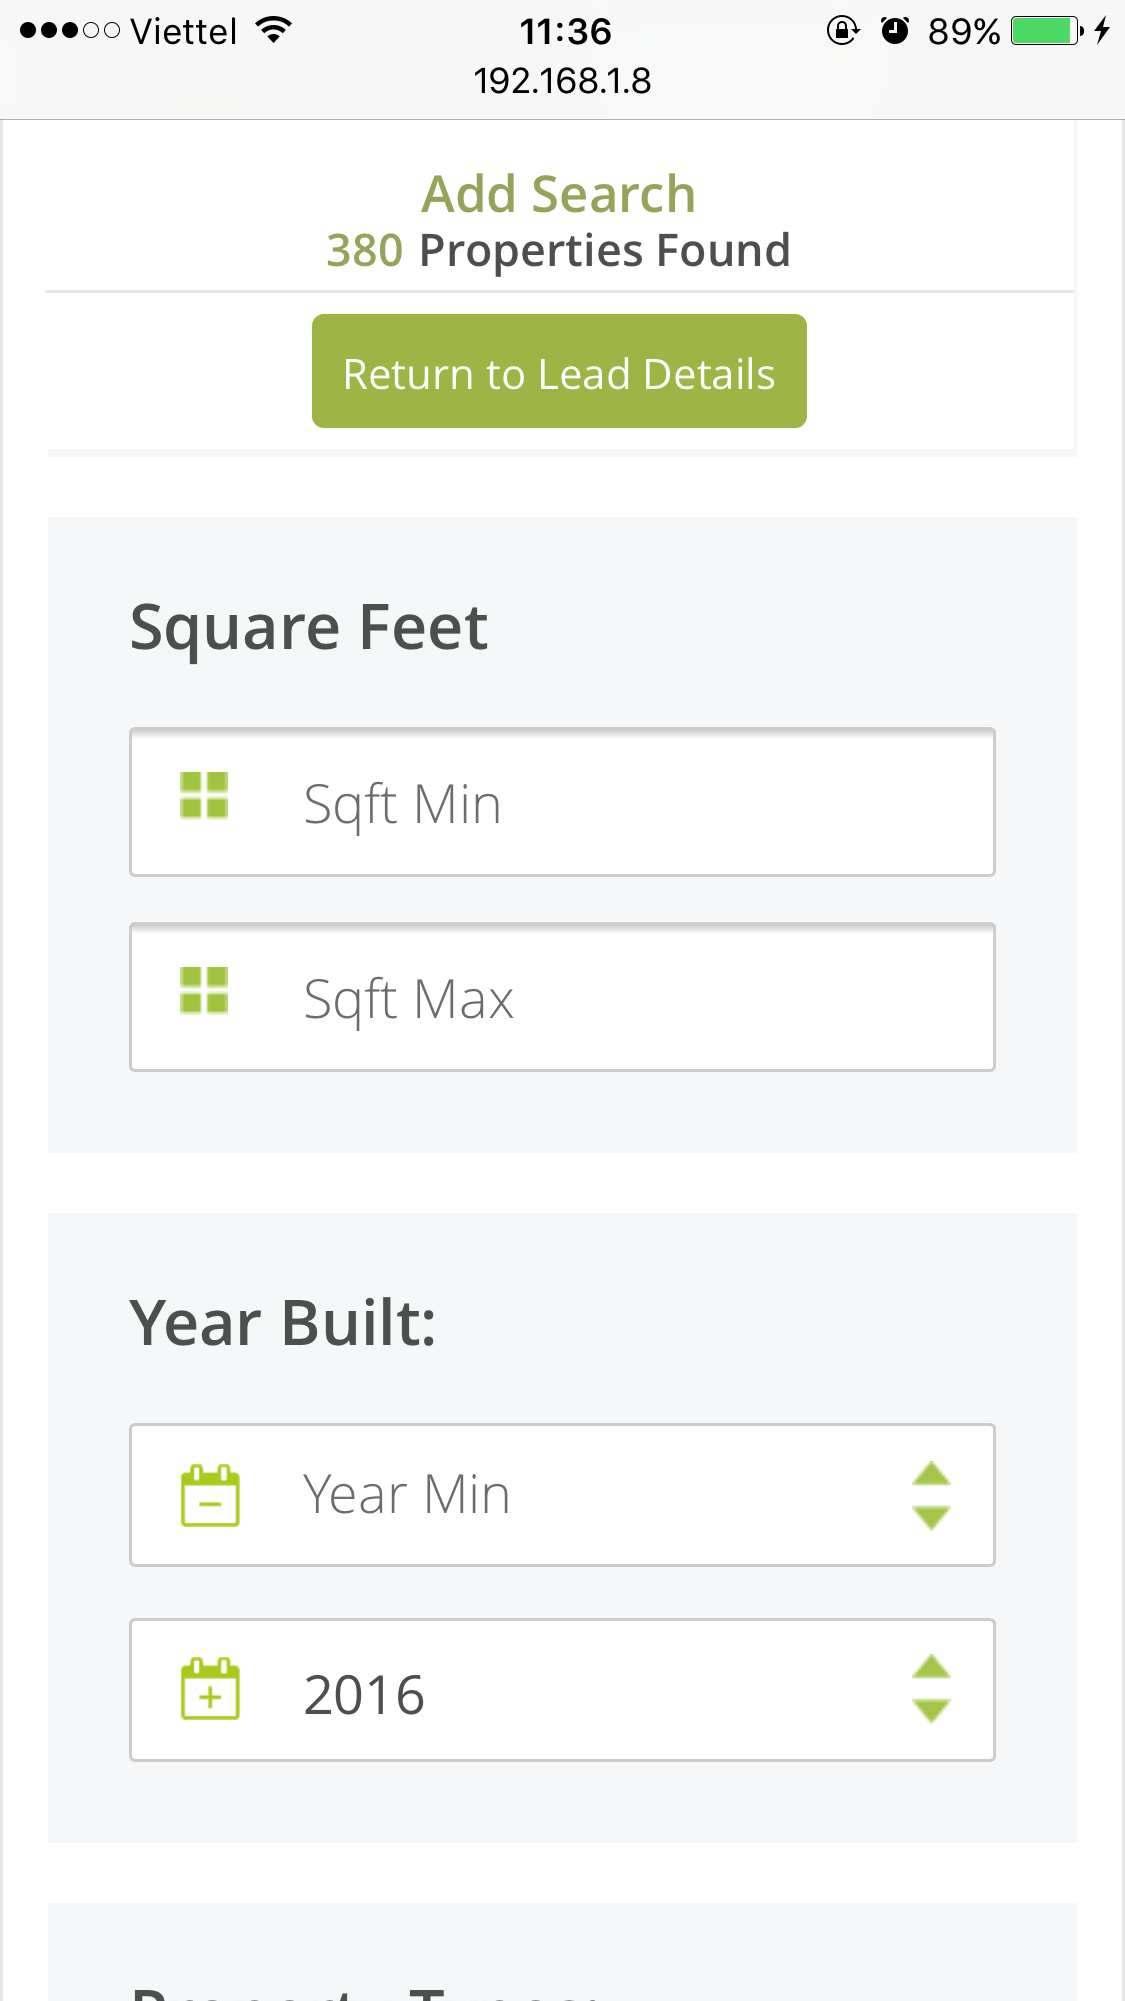 Viettel 11:36 89%
192.168.1.8
Add Search
380 Properties Found
Return to Lead Details
Square Feet
Sqft Min
Sqft Max
Year Built:
Year Min
2016